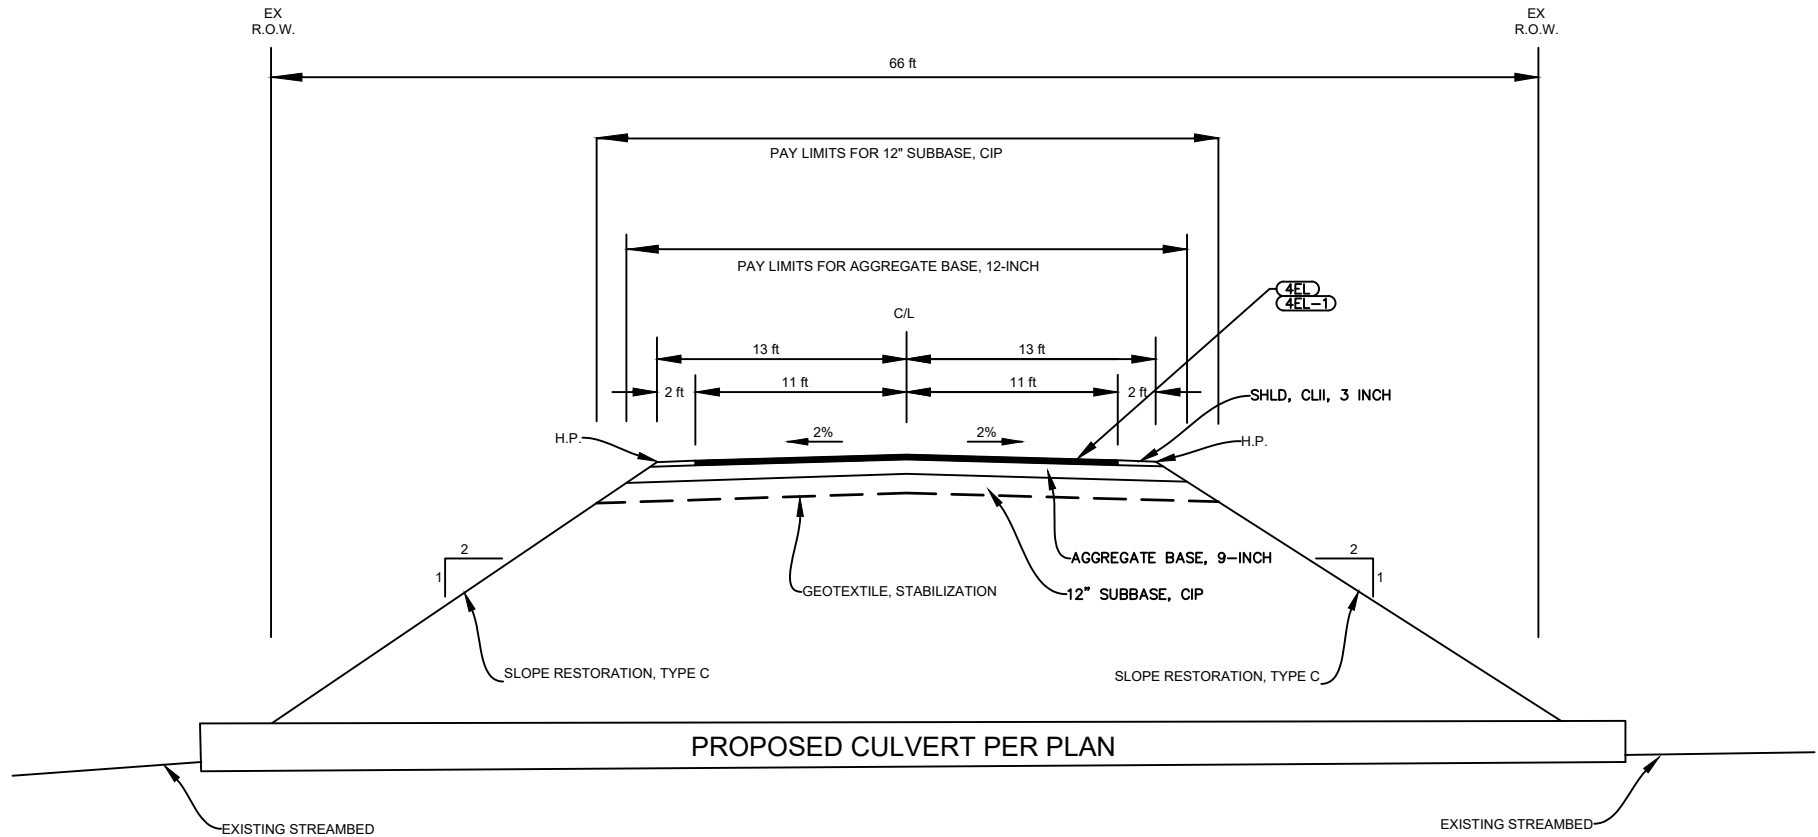 EX
R.O.W.
EX
R.O.W.
66 ft
PAY LIMITS FOR 12" SUBBASE, CIP
PAY LIMITS FOR AGGREGATE BASE, 12-INCH
4EL
4EL-1
C/L
13 ft
13 ft
2 ft
11 ft
11 ft
2 ft
SHLD, CLII, 3 INCH
H.P.
2%
2%
H.P.
2
1
2
1
AGGREGATE BASE, 9-INCH
GEOTEXTILE, STABILIZATION
12" SUBBASE, CIP
SLOPE RESTORATION, TYPE C
SLOPE RESTORATION, TYPE C
PROPOSED CULVERT PER PLAN
EXISTING STREAMBED
EXISTING STREAMBED